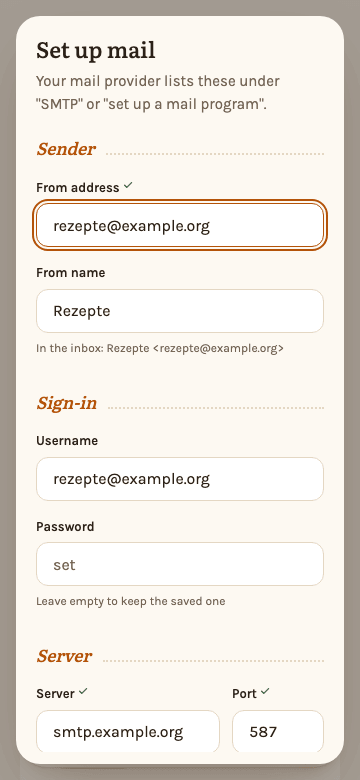 Set up mail
Your mail provider lists these under
"SMTP" or "set up a mail program".
Sender
From address ✓
rezepte@example.org
From name
Rezepte
In the inbox: Rezepte <rezepte@example.org>
Sign-in
Username
rezepte@example.org
Password
set
Leave empty to keep the saved one
Server
Server ✓ Port ✓
smtp.example.org 587